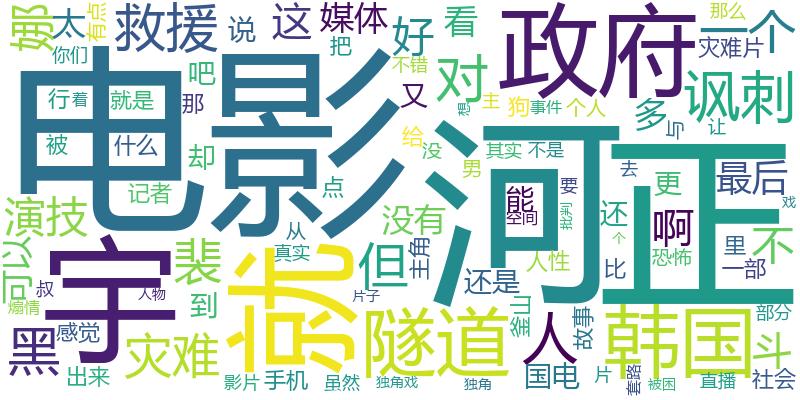 娜
太
有点
救援
这
媒体
好
看
政府
一个
那么
你们
说
把
灾难片
电影
河正
宇
就
行
着
就是
吧
那
不错
又
对
想
主
狗
事件
个人
多
与
让
讽刺
被
什么
却
给
没
男
其实
不是
去
更
最后
记者
点
能
空间
要
批判
还
啊
里
不
戏
演技
可以
裴
从
真实
但
没有
主角
还是
人性
比
个
恐怖
一部
叔
煽情
人物
到
片子
釜山
故事
部分
黑
感觉
灾难
隧道
人
韩国
斗
出来
影片
手机
虽然
独角戏
独角
国电
片
套路
被困
直播
社会